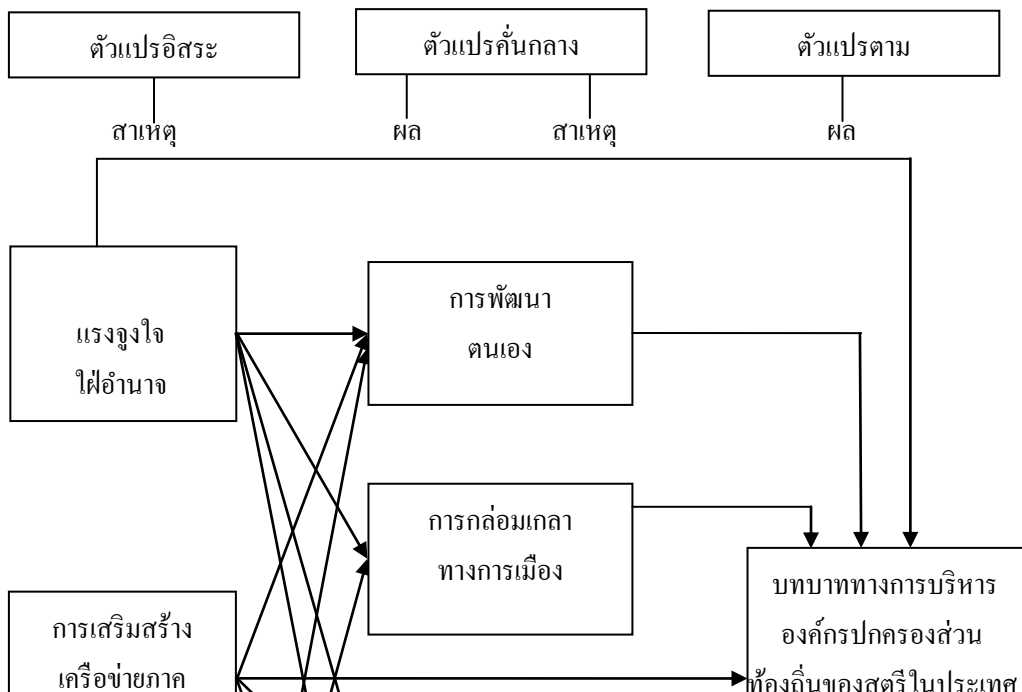 ตัวแปรอิสระ
ตัวแปรคั่นกลาง
ตัวแปรตาม
สาเหตุ
ผล
สาเหตุ
ผล
แรงจูงใจ
ใฝ่อำนาจ
การพัฒนา
ตนเอง
การกล่อมเกลา
ทางการเมือง
บทบาททางการบริหาร
องค์กรปกครองส่วน
ท้องถิ่นของสตรีในประเทศ
การเสริมสร้าง
เครือข่ายภาค